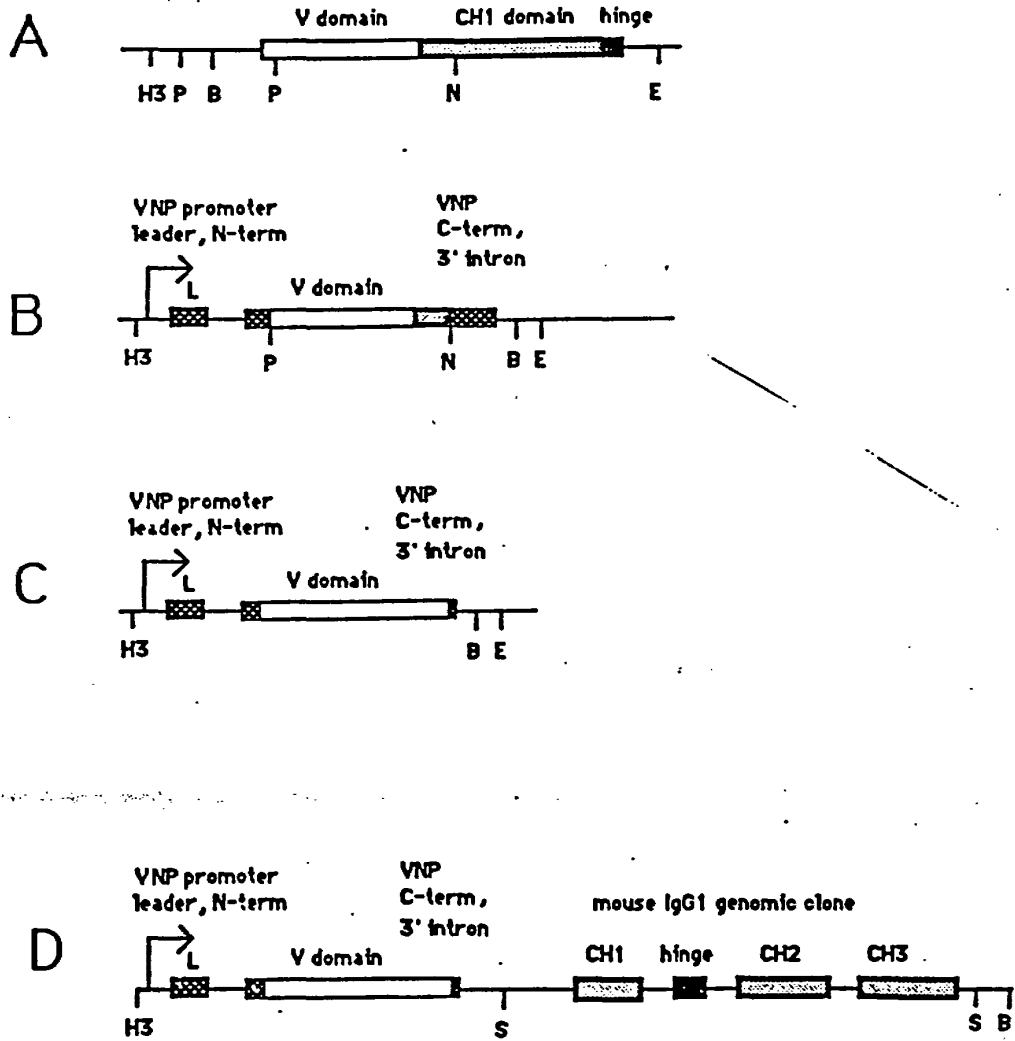 A
V domain CH1 domain hinge
H3 P B P N E
B
VNP promoter
leader, N-term
VNP
C-term,
3' intron
L
V domain
H3 P N B E
C
VNP promoter
leader, N-term
VNP
C-term,
3' intron
L
V domain
H3 B E
D
VNP promoter
leader, N-term
VNP
C-term,
3' intron
mouse IgG1 genomic clone
L
V domain
CH1 hinge CH2 CH3
H3 S S B